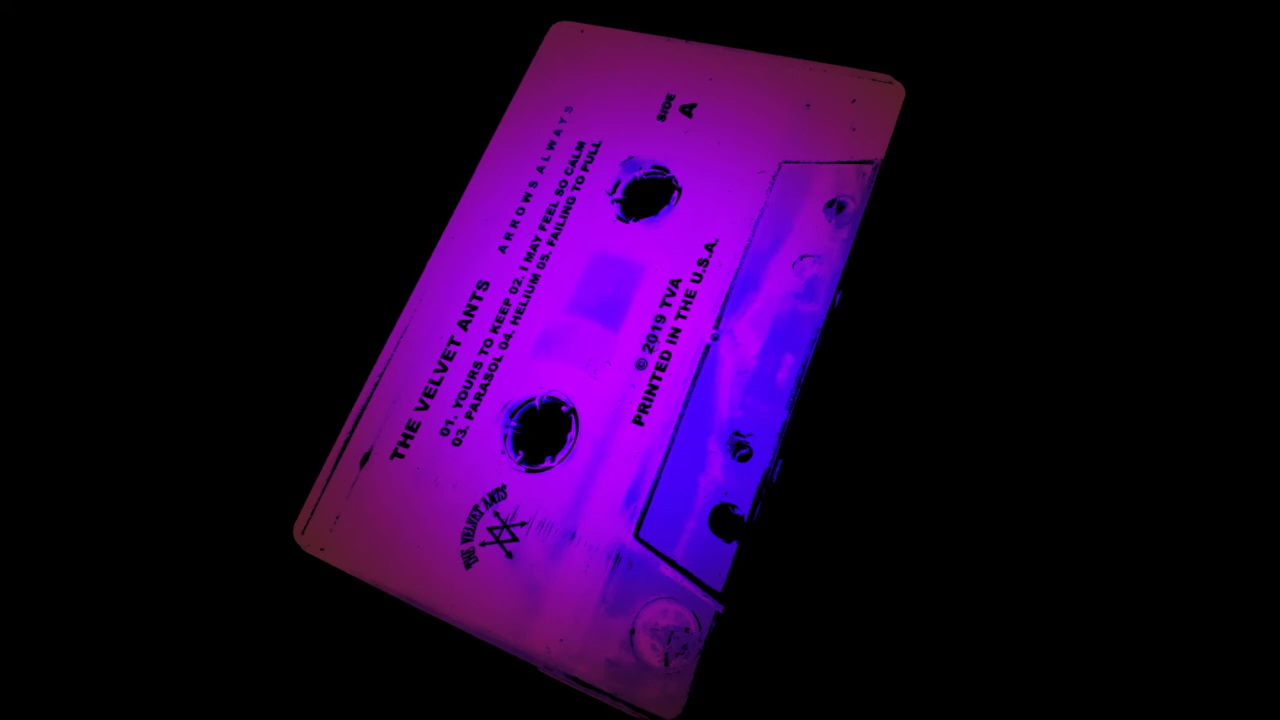 SIDE
A
ARROWS ALWAYS
THE VELVET ANTS
01. YOURS TO KEEP 02. I MAY FEEL SO CALM
03. PARASOL 04. HELIUM 05. FAILING TO PULL
© 2019 TVA
PRINTED IN THE U.S.A.
THE VELVET ANTS